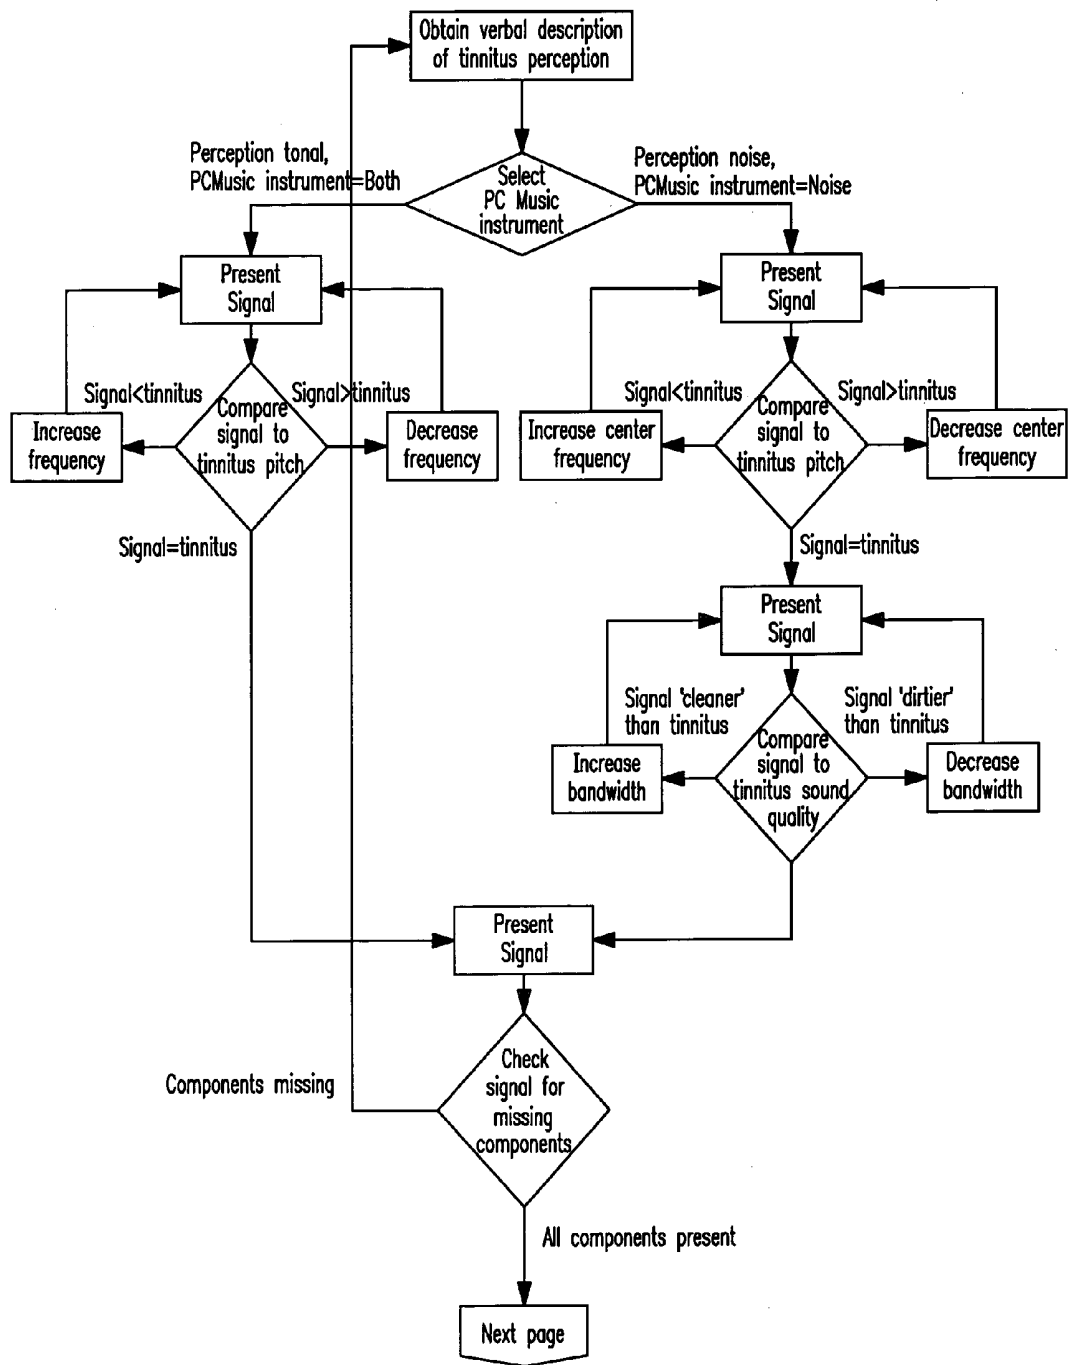 Obtain verbal description
of tinnitus perception
Perception tonal,
PCMusic instrument=Both
Select
PC Music
instrument
Perception noise,
PCMusic instrument=Noise
Present
Signal
Present
Signal
Signal<tinnitus
Signal>tinnitus
Compare
signal to
tinnitus pitch
Increase
frequency
Decrease
frequency
Signal<tinnitus
Signal>tinnitus
Compare
signal to
tinnitus pitch
Increase center
frequency
Decrease center
frequency
Signal=tinnitus
Signal=tinnitus
Present
Signal
Signal 'cleaner'
than tinnitus
Signal 'dirtier'
than tinnitus
Compare
signal to
tinnitus sound
quality
Increase
bandwidth
Decrease
bandwidth
Present
Signal
Components missing
Check
signal for
missing
components
All components present
Next page